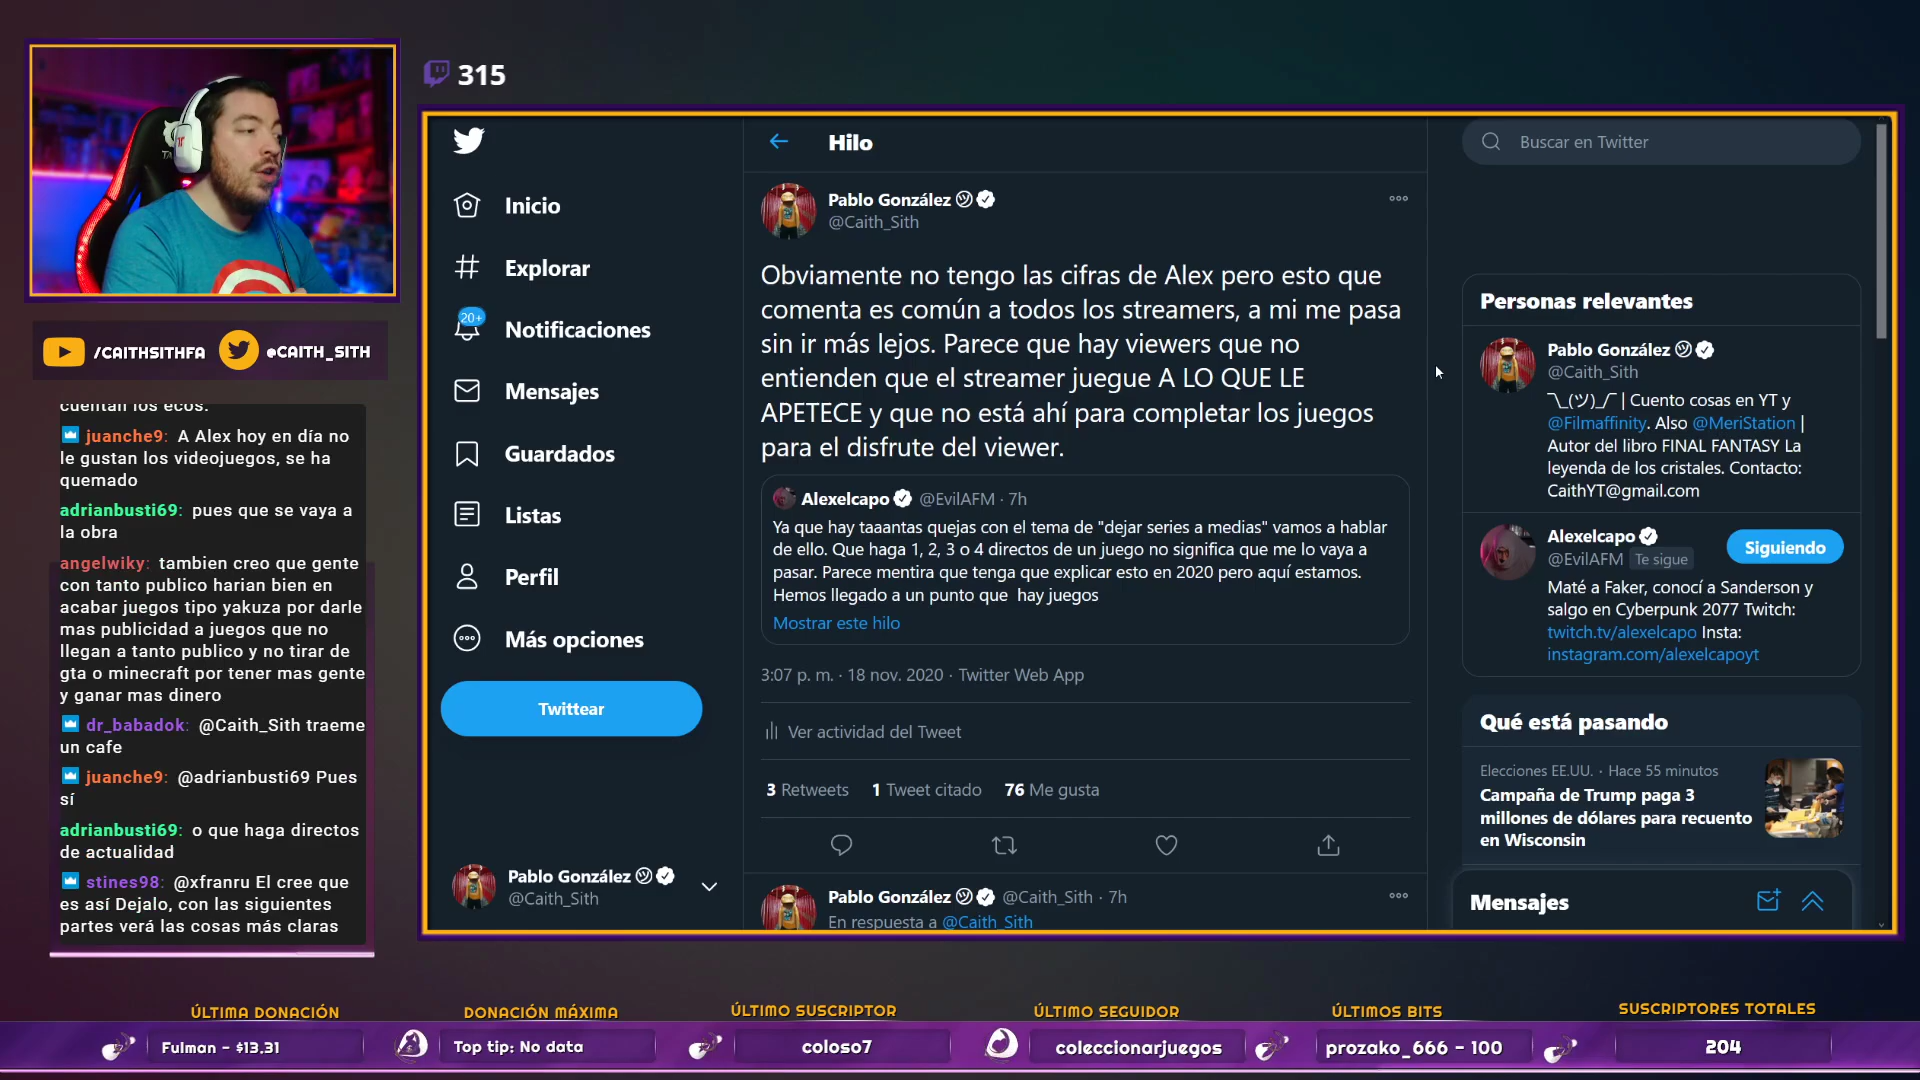 315
/CAITHSITHFA
@CAITH_SITH
cuentan los ecos.
juanche9: A Alex hoy en día no
le gustan los videojuegos, se ha
quemado
adrianbusti69: pues que se vaya a
la obra
angelwiky: tambien creo que gente
con tanto publico harian bien en
acabar juegos tipo yakuza por darle
mas publicidad a juegos que no
llegan a tanto publico y no tirar de
gta o minecraft por tener mas gente
y ganar mas dinero
dr_babadok: @Caith_Sith traeme
un cafe
juanche9: @adrianbusti69 Pues
sí
adrianbusti69: o que haga directos
de actualidad
stines98: @xfranru El cree que
es así Dejalo, con las siguientes
partes verá las cosas más claras
Inicio
Explorar
20+
Notificaciones
Mensajes
Guardados
Listas
Perfil
Más opciones
Twittear
Pablo González
@Caith_Sith
Hilo
Pablo González
@Caith_Sith
Obviamente no tengo las cifras de Alex pero esto que
comenta es común a todos los streamers, a mi me pasa
sin ir más lejos. Parece que hay viewers que no
entienden que el streamer juegue A LO QUE LE
APETECE y que no está ahí para completar los juegos
para el disfrute del viewer.
Alexelcapo @EvilAFM · 7h
Ya que hay taaantas quejas con el tema de "dejar series a medias" vamos a hablar
de ello. Que haga 1, 2, 3 o 4 directos de un juego no significa que me lo vaya a
pasar. Parece mentira que tenga que explicar esto en 2020 pero aquí estamos.
Hemos llegado a un punto que  hay juegos
Mostrar este hilo
3:07 p. m. · 18 nov. 2020 · Twitter Web App
Ver actividad del Tweet
3 Retweets 1 Tweet citado 76 Me gusta
Pablo González @Caith_Sith · 7h
En respuesta a @Caith_Sith
Buscar en Twitter
Personas relevantes
Pablo González
@Caith_Sith
¯\_(ツ)_/¯ | Cuento cosas en YT y
@Filmaffinity. Also @MeriStation |
Autor del libro FINAL FANTASY La
leyenda de los cristales. Contacto:
CaithYT@gmail.com
Alexelcapo
@EvilAFM Te sigue
Siguiendo
Maté a Faker, conocí a Sanderson y
salgo en Cyberpunk 2077 Twitch:
twitch.tv/alexelcapo Insta:
instagram.com/alexelcapoyt
Qué está pasando
Elecciones EE.UU. · Hace 55 minutos
Campaña de Trump paga 3
millones de dólares para recuento
en Wisconsin
Mensajes
ÚLTIMA DONACIÓN
Fulman - $13.31
DONACIÓN MÁXIMA
Top tip: No data
ÚLTIMO SUSCRIPTOR
coloso7
ÚLTIMO SEGUIDOR
coleccionarjuegos
ÚLTIMOS BITS
prozako_666 - 100
SUSCRIPTORES TOTALES
204